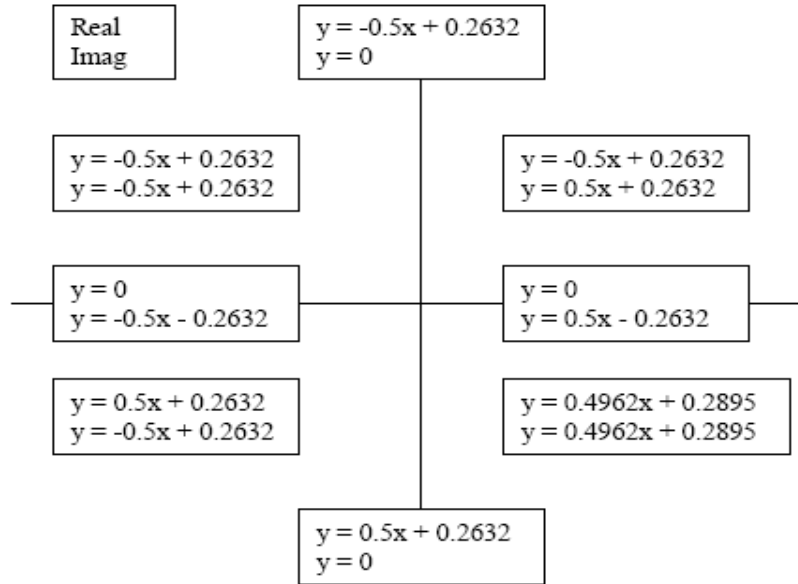 Real
Imag
y = -0.5x + 0.2632
y = 0
y = -0.5x + 0.2632
y = -0.5x + 0.2632
y = -0.5x + 0.2632
y = 0.5x + 0.2632
y = 0
y = -0.5x - 0.2632
y = 0
y = 0.5x - 0.2632
y = 0.5x + 0.2632
y = -0.5x + 0.2632
y = 0.4962x + 0.2895
y = 0.4962x + 0.2895
y = 0.5x + 0.2632
y = 0